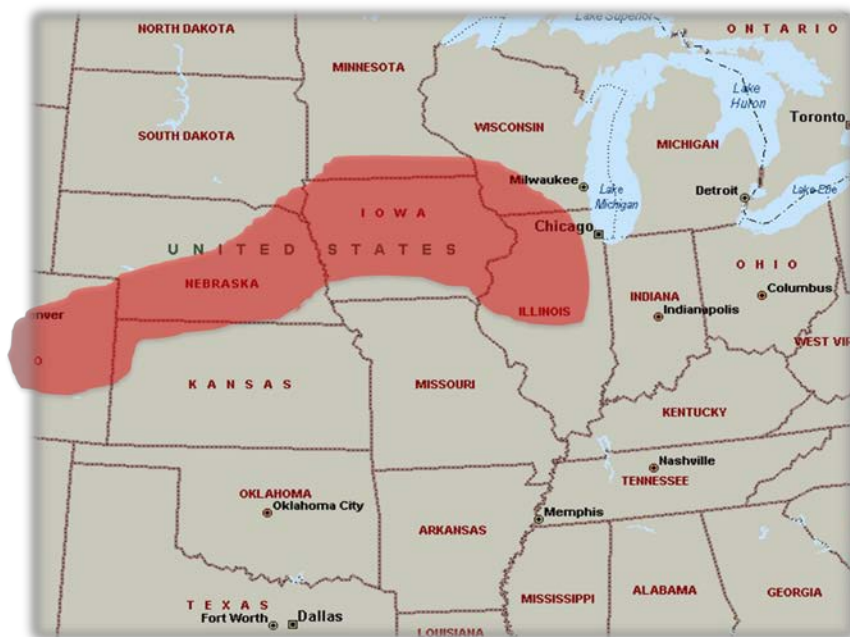 Lake Superior
ONTARIO
NORTH DAKOTA
MINNESOTA
Lake Huron
Toronto
SOUTH DAKOTA
WISCONSIN
MICHIGAN
Milwaukee
Lake Michigan
Detroit
Lake Erie
IOWA
Chicago
UNITED STATES
OHIO
NEBRASKA
Columbus
INDIANA
Indianapolis
ILLINOIS
enver
WEST VIR
O
KANSAS
MISSOURI
KENTUCKY
Nashville
TENNESSEE
OKLAHOMA
Oklahoma City
Memphis
ARKANSAS
MISSISSIPPI
ALABAMA
GEORGIA
TEXAS
Fort Worth
Dallas
LOUISIANA